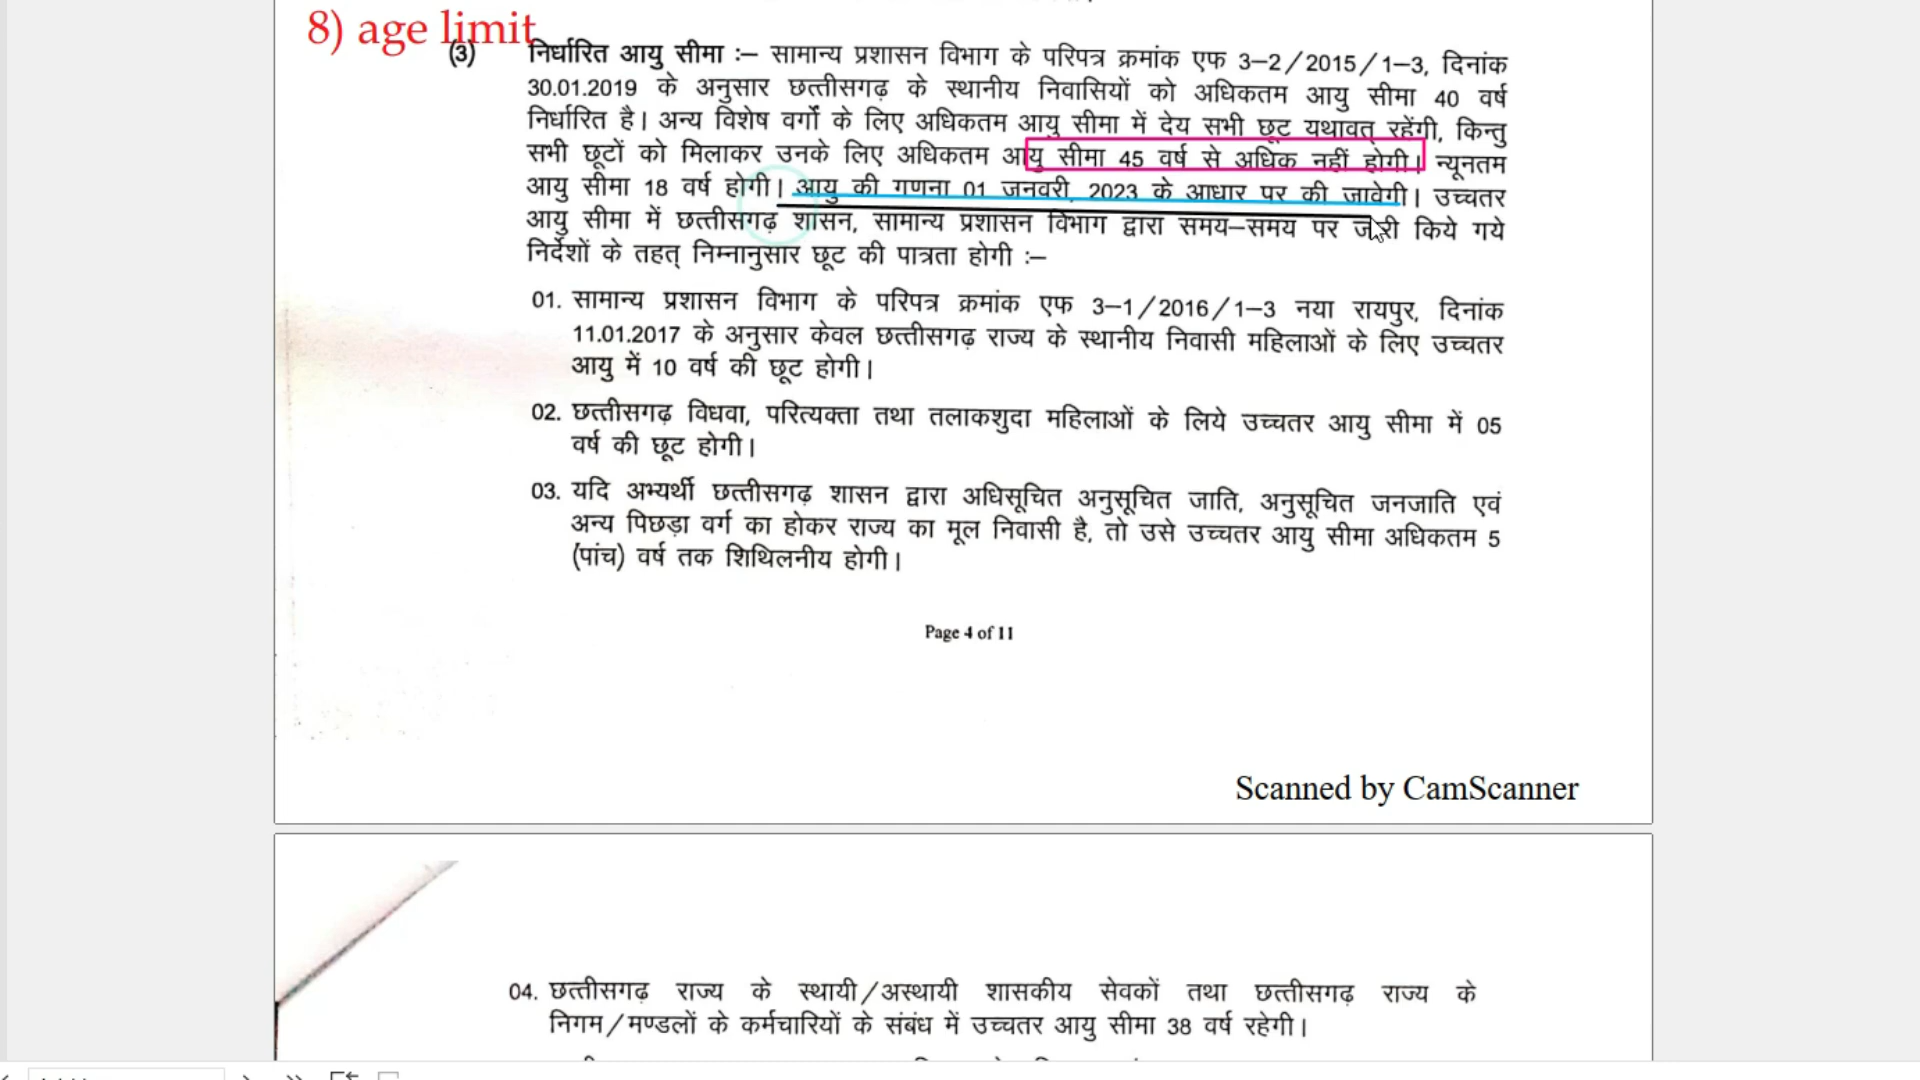 8) age limit
(3) निर्धारित आयु सीमा :– सामान्य प्रशासन विभाग के परिपत्र क्रमांक एफ 3–2/2015/1–3, दिनांक
30.01.2019 के अनुसार छत्तीसगढ़ के स्थानीय निवासियों को अधिकतम आयु सीमा 40 वर्ष
निर्धारित है। अन्य विशेष वर्गों के लिए अधिकतम आयु सीमा में देय सभी छूट यथावत् रहेंगी, किन्तु
सभी छूटों को मिलाकर उनके लिए अधिकतम आयु सीमा 45 वर्ष से अधिक नहीं होगी। न्यूनतम
आयु सीमा 18 वर्ष होगी। आयु की गणना 01 जनवरी, 2023 के आधार पर की जावेगी। उच्चतर
आयु सीमा में छत्तीसगढ़ शासन, सामान्य प्रशासन विभाग द्वारा समय–समय पर जारी किये गये
निर्देशों के तहत् निम्नानुसार छूट की पात्रता होगी :–
01. सामान्य प्रशासन विभाग के परिपत्र क्रमांक एफ 3–1/2016/1–3 नया रायपुर, दिनांक
11.01.2017 के अनुसार केवल छत्तीसगढ़ राज्य के स्थानीय निवासी महिलाओं के लिए उच्चतर
आयु में 10 वर्ष की छूट होगी।
02. छत्तीसगढ़ विधवा, परित्यक्ता तथा तलाकशुदा महिलाओं के लिये उच्चतर आयु सीमा में 05
वर्ष की छूट होगी।
03. यदि अभ्यर्थी छत्तीसगढ़ शासन द्वारा अधिसूचित अनुसूचित जाति, अनुसूचित जनजाति एवं
अन्य पिछड़ा वर्ग का होकर राज्य का मूल निवासी है, तो उसे उच्चतर आयु सीमा अधिकतम 5
(पांच) वर्ष तक शिथिलनीय होगी।
Page 4 of 11
Scanned by CamScanner
04. छत्तीसगढ़ राज्य के स्थायी/अस्थायी शासकीय सेवकों तथा छत्तीसगढ़ राज्य के
निगम/मण्डलों के कर्मचारियों के संबंध में उच्चतर आयु सीमा 38 वर्ष रहेगी।